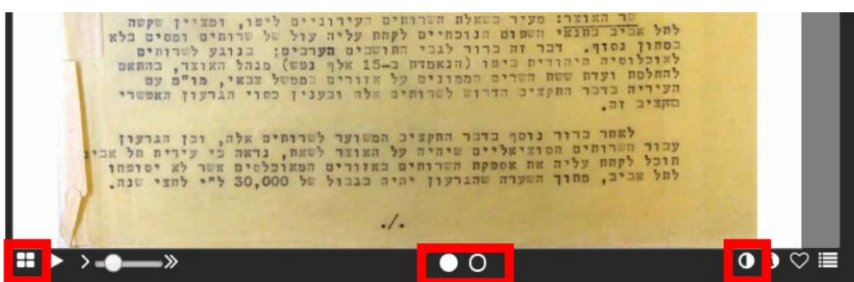 שר האוצר: מעיר בשאלת השרותים העירוניים ליפו, ומציין שקשה
לתל אביב בתנאי השפוט הנוכחיים לקחת עליה עול של שרותים ומסים בלא
בטחון נוסף. דבר זה ברור לגבי התושבים הערבים; בנוגע לשרותים
לאוכלוסיה היהודית ביפו (הנאמדת ב-15 אלף נפש) מנהל האוצר, בהתאם
להחלטת ועדת ששת השרים הממונים על אזורים בממשל צבאי, מו"מ עם
העיריה בדבר התקציב הדרוש לשרותים אלה ובענין כסוי הגרעון האפשרי
מתקציב זה.
לאחר ברור נוסף בדבר התקציב המשוער לשרותים אלה, וכן הגרעון
עבור השרותים הסוציאליים שיהיה על האוצר לשאת, נראה כי עירית תל אביב
תוכל לקחת עליה את אספקת השרותים באזורים המאוכלסים אשר לא יסופחו
לתל אביב, מתוך השערה שהגרעון יהיה בגבול של 30,000 ל"י לחצי שנה.
./.